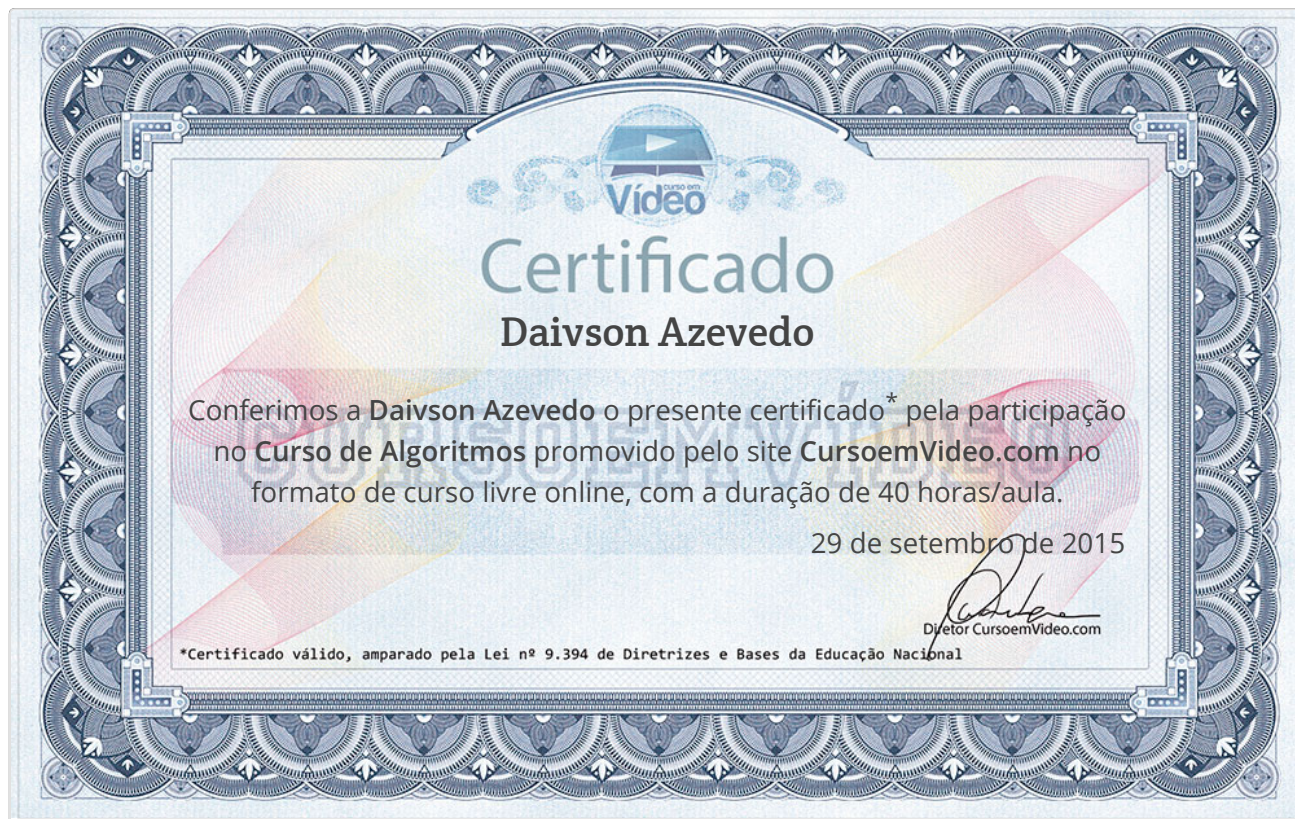 curso em
Vídeo
Certificado
Daivson Azevedo
CURSOEMVÍDEO
Conferimos a Daivson Azevedo o presente certificado* pela participação
no Curso de Algoritmos promovido pelo site CursoemVideo.com no
formato de curso livre online, com a duração de 40 horas/aula.
29 de setembro de 2015
Diretor CursoemVideo.com
*Certificado válido, amparado pela Lei nº 9.394 de Diretrizes e Bases da Educação Nacional